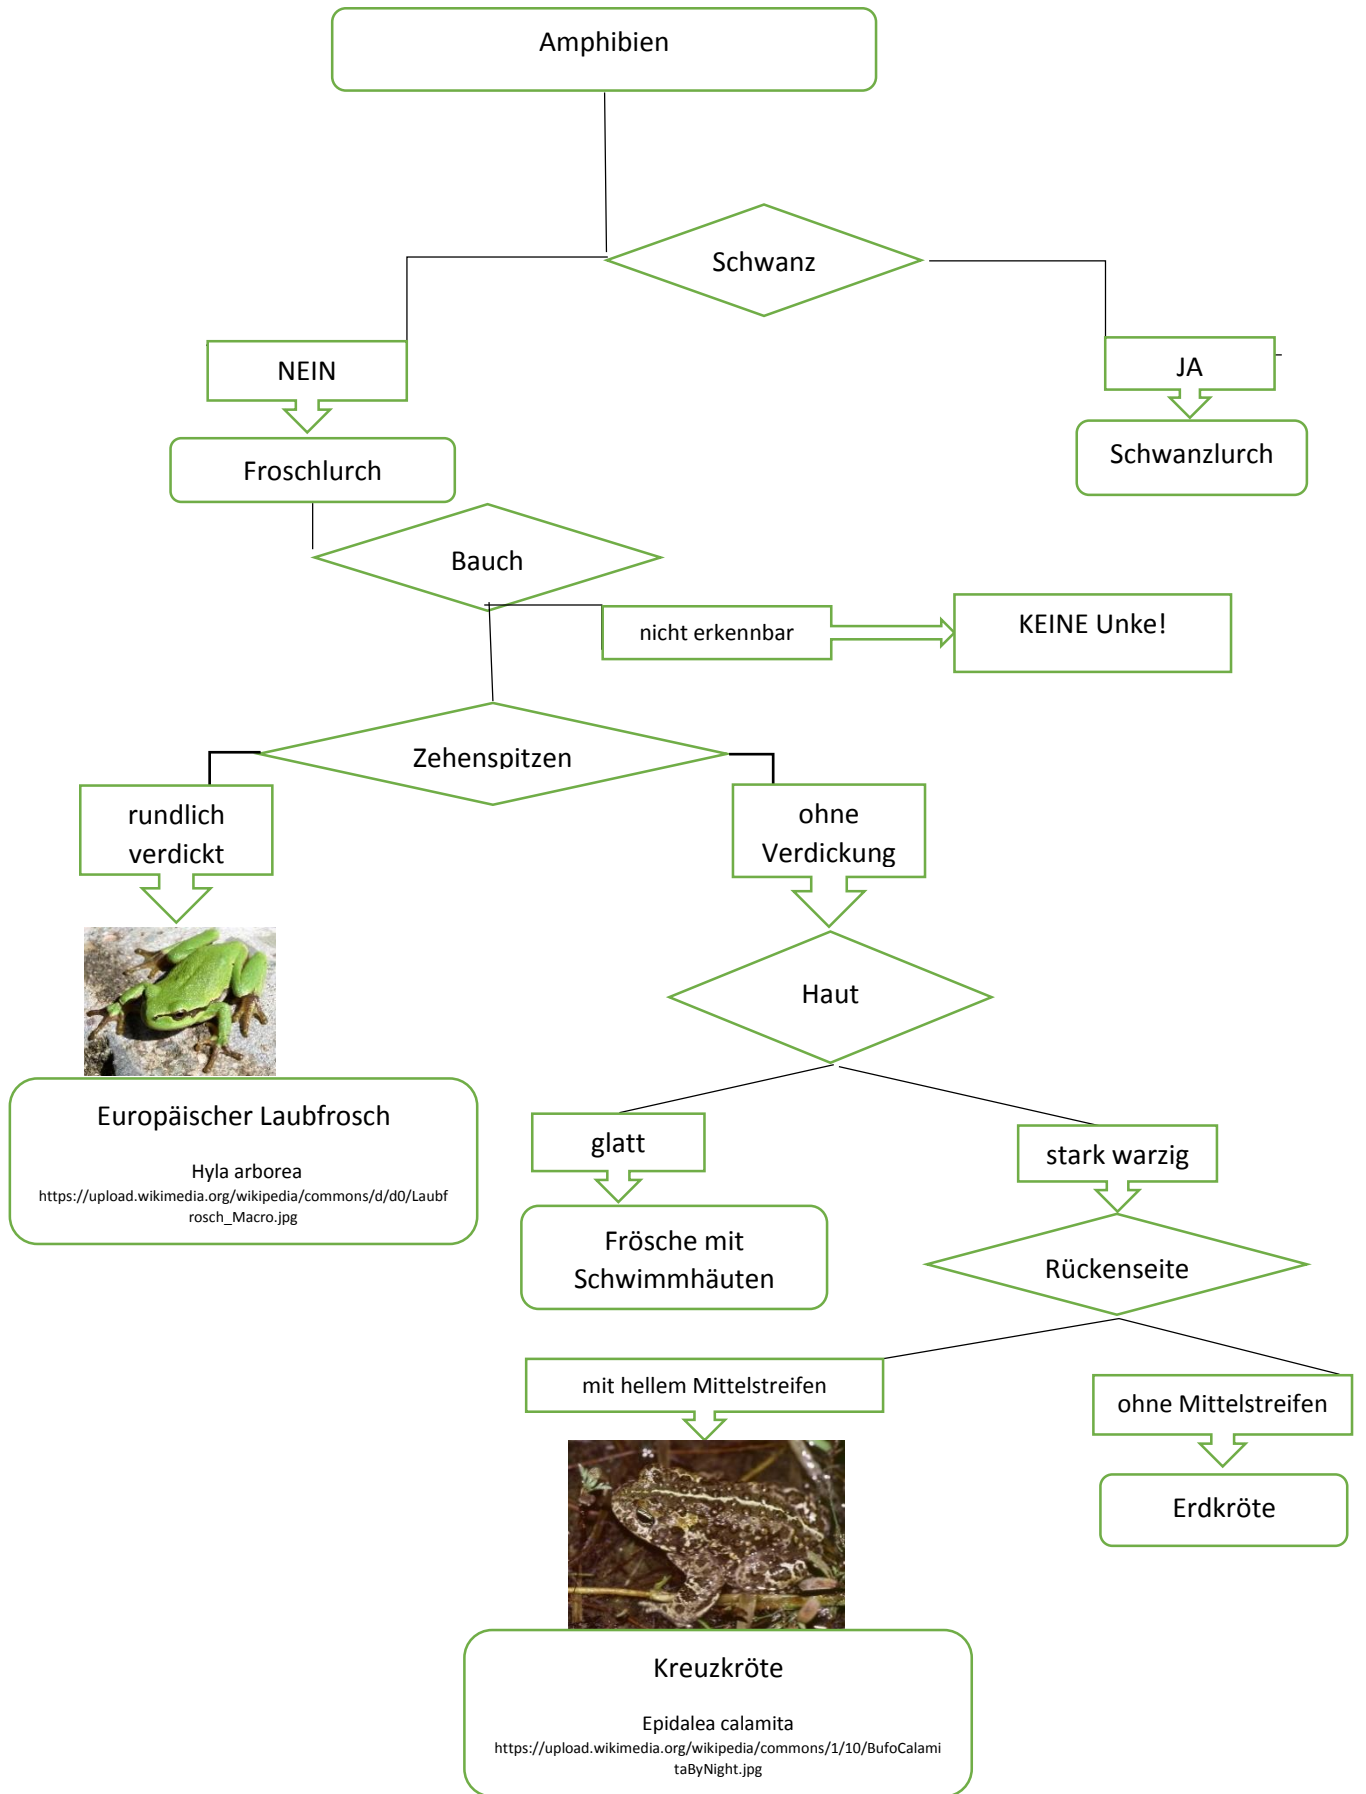 Amphibien
Schwanz
NEIN
JA
Froschlurch
Schwanzlurch
Bauch
nicht erkennbar
KEINE Unke!
Zehenspitzen
rundlich
verdickt
ohne
Verdickung
Haut
Europäischer Laubfrosch
Hyla arborea
https://upload.wikimedia.org/wikipedia/commons/d/d0/Laubf
rosch_Macro.jpg
glatt
stark warzig
Frösche mit
Schwimmhäuten
Rückenseite
mit hellem Mittelstreifen
ohne Mittelstreifen
Erdkröte
Kreuzkröte
Epidalea calamita
https://upload.wikimedia.org/wikipedia/commons/1/10/BufoCalami
taByNight.jpg